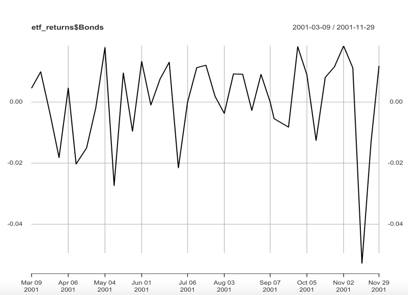 etf_returns$Bonds 2001-03-09 / 2001-11-29
0.00 0.00
-0.02 -0.02
-0.04 -0.04
Mar 09 Apr 06 May 04 Jun 01 Jul 06 Aug 03 Sep 07 Oct 05 Nov 02 Nov 29
2001 2001 2001 2001 2001 2001 2001 2001 2001 2001